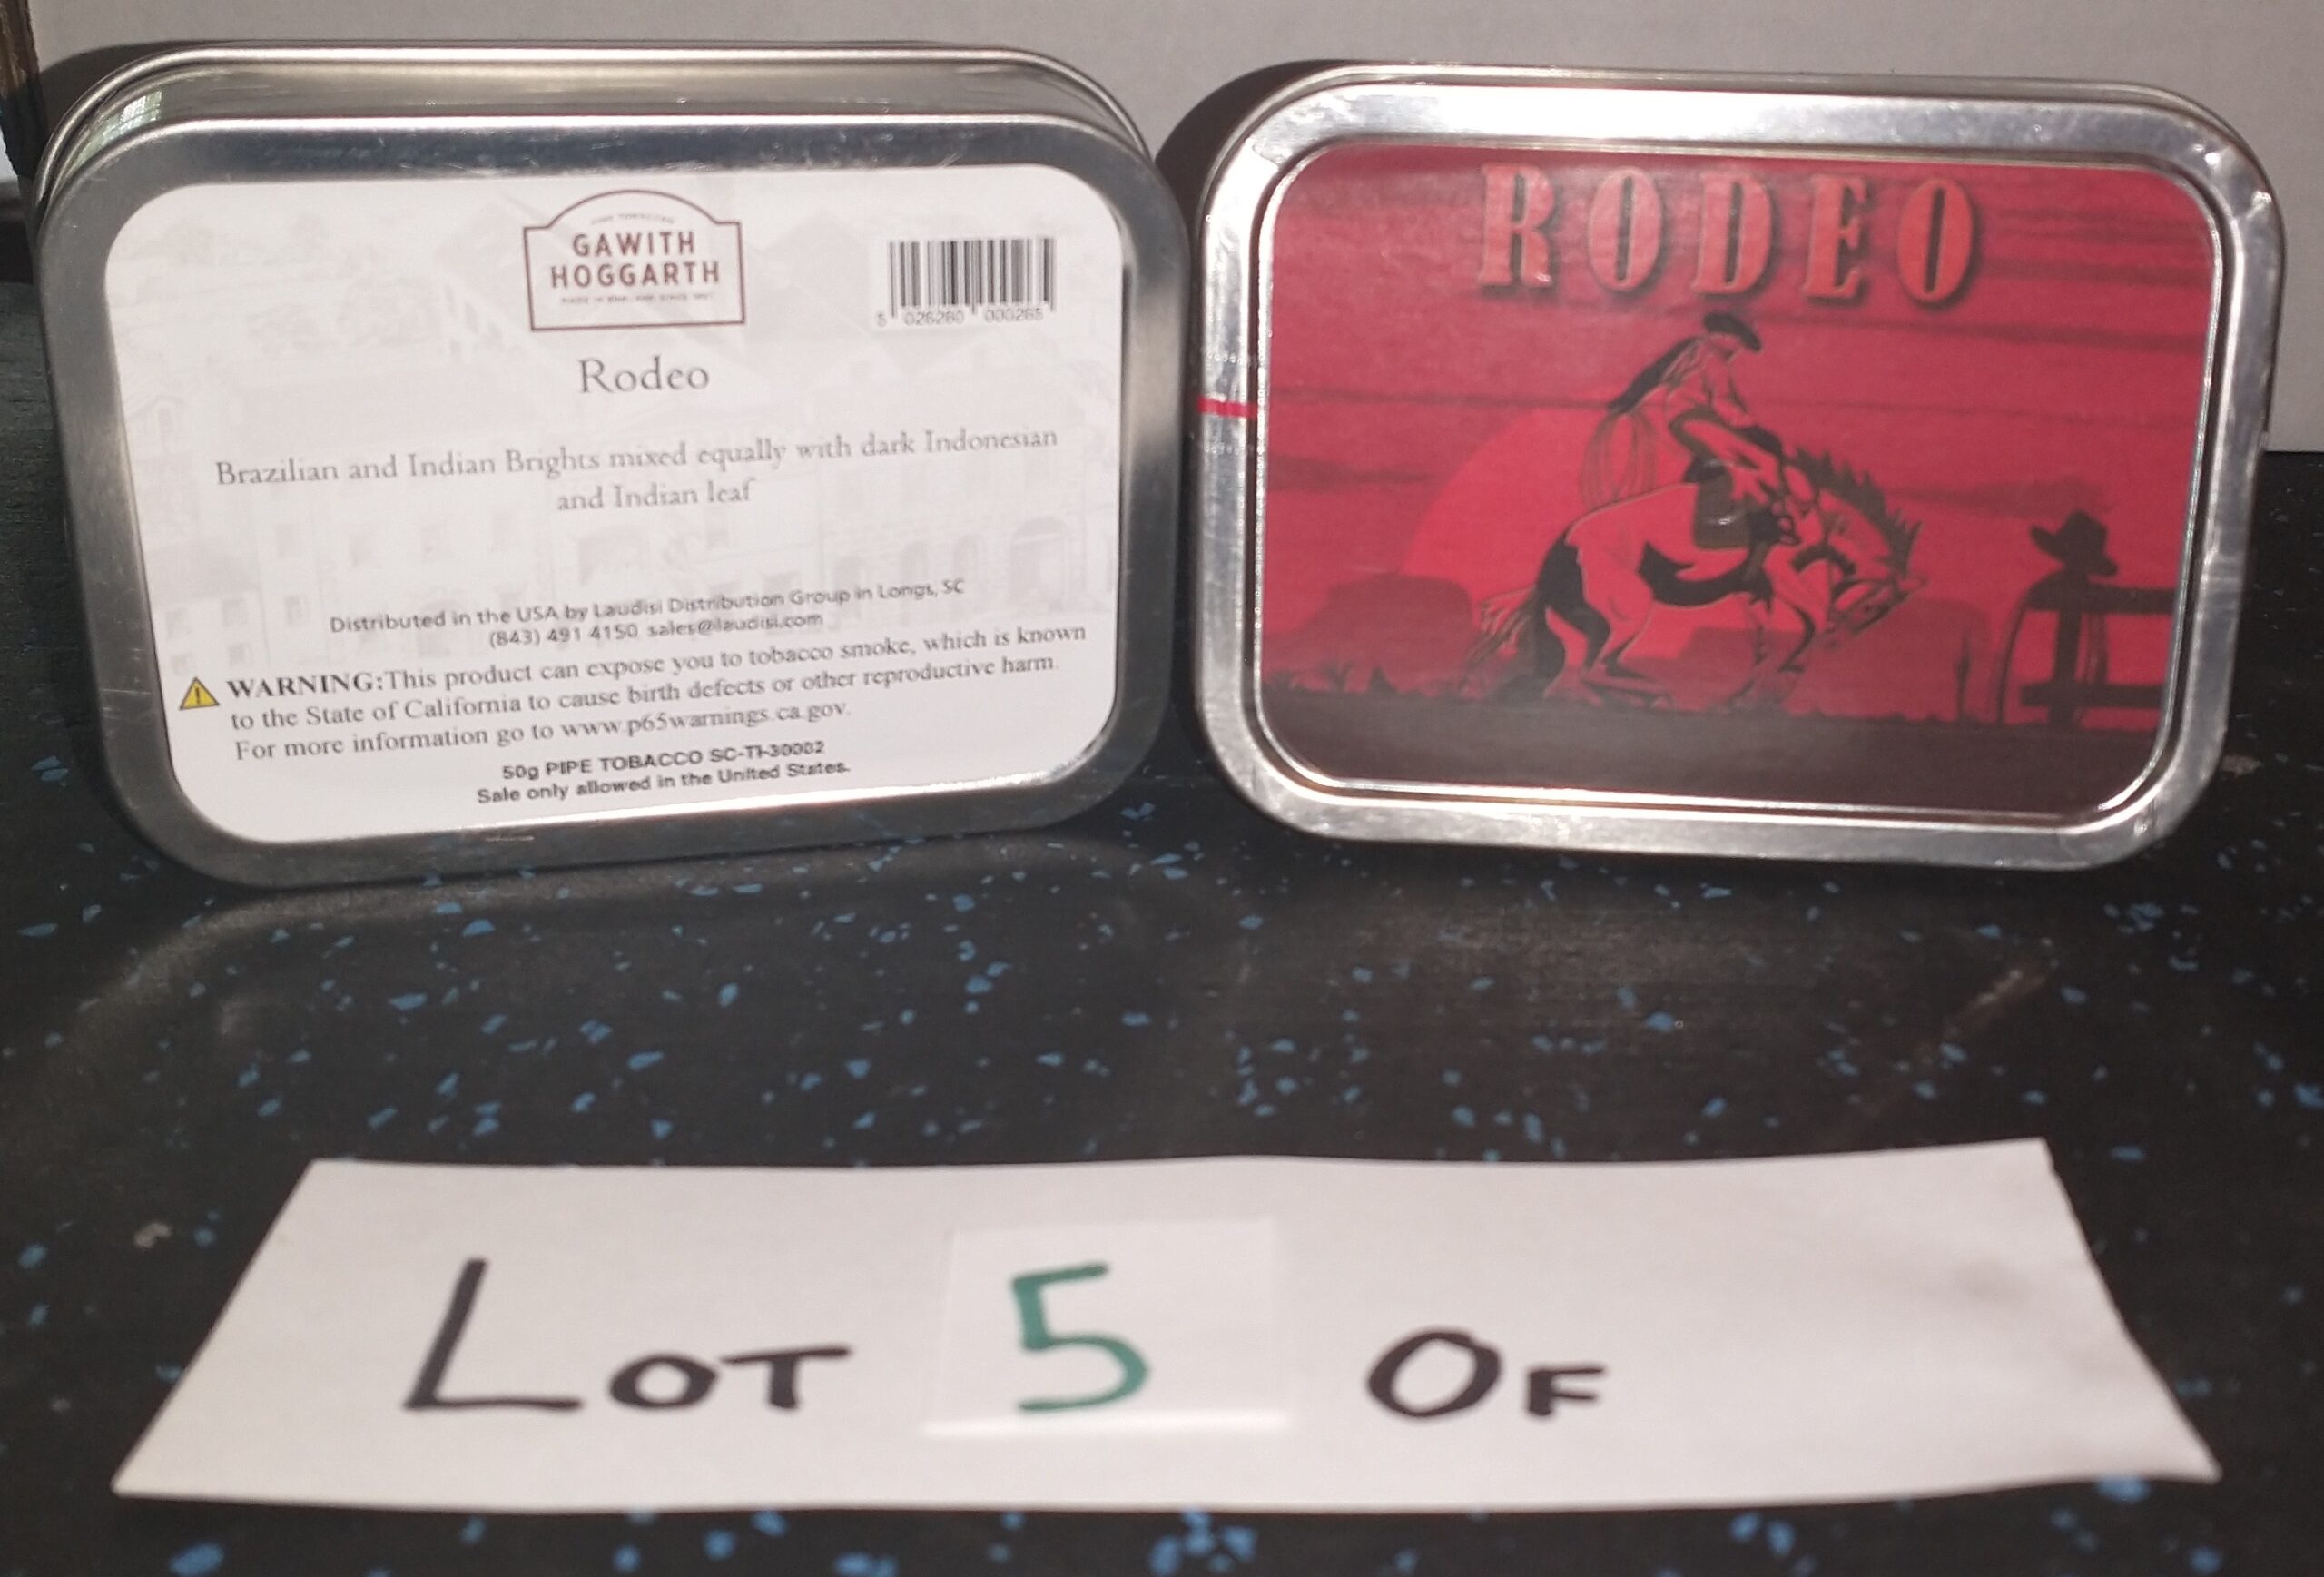 GAWITH
HOGGARTH
5 026280 000265
Rodeo
Brazilian and Indian Brights mixed equally with dark Indonesian
and Indian leaf
Distributed in the USA by Laudisi Distribution Group in Longs, SC
(843) 491 4150 sales@laudisi.com
WARNING:This product can expose you to tobacco smoke, which is known
to the State of California to cause birth defects or other reproductive harm.
For more information go to www.p65warnings.ca.gov.
50g PIPE TOBACCO SC-TI-30002
Sale only allowed in the United States.
RODEO
LOT 5 OF